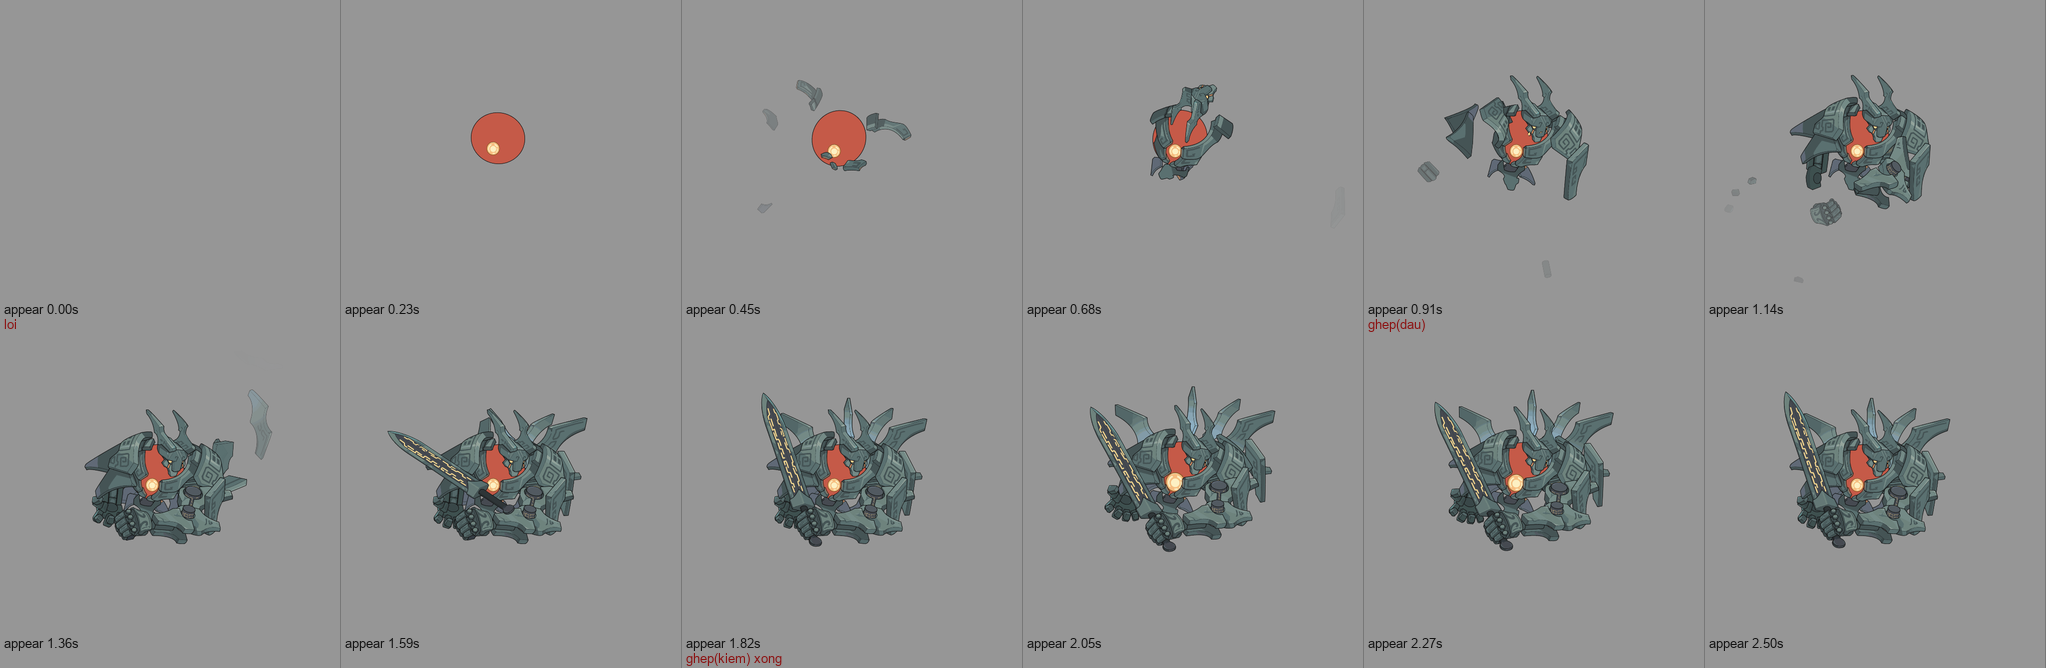 appear 0.00s
loi
appear 0.23s
appear 0.45s
appear 0.68s
appear 0.91s
ghep(dau)
appear 1.14s
appear 1.36s
appear 1.59s
appear 1.82s
ghep(kiem) xong
appear 2.05s
appear 2.27s
appear 2.50s